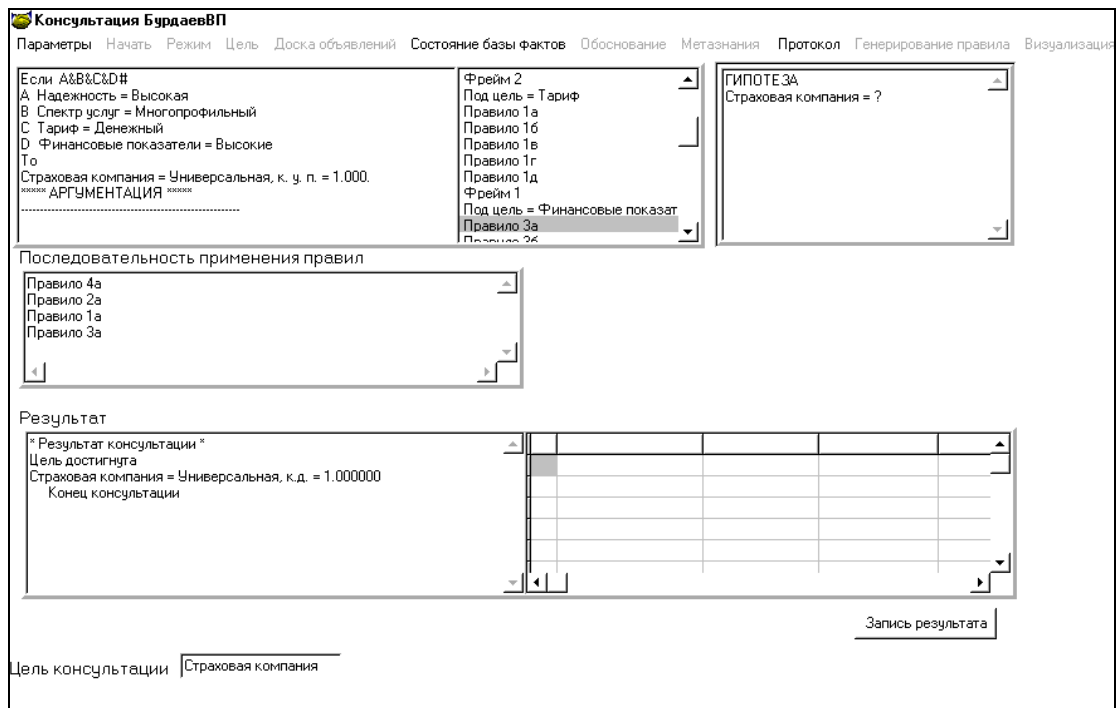 Консультация БурдаевВП
Параметры Начать Режим Цель Доска объявлений Состояние базы фактов Обоснование Метазнания Протокол Генерирование правила Визуализация
Если A&B&C&D#
A Надежность = Высокая
B Спектр услуг = Многопрофильный
C Тариф = Денежный
D Финансовые показатели = Высокие
То
Страховая компания = Универсальная, к. у. п. = 1.000.
***** АРГУМЕНТАЦИЯ *****
----------------------------------------------------------
Фрейм 2
Под цель = Тариф
Правило 1а
Правило 1б
Правило 1в
Правило 1г
Правило 1д
Фрейм 1
Под цель = Финансовые показат
Правило 3а
Правило 3б
ГИПОТЕЗА
Страховая компания = ?
Последовательность применения правил
Правило 4а
Правило 2а
Правило 1а
Правило 3а
Результат
* Результат консультации *
Цель достигнута
Страховая компания = Универсальная, к.д. = 1.000000
Конец консультации
Запись результата
Цель консультации Страховая компания